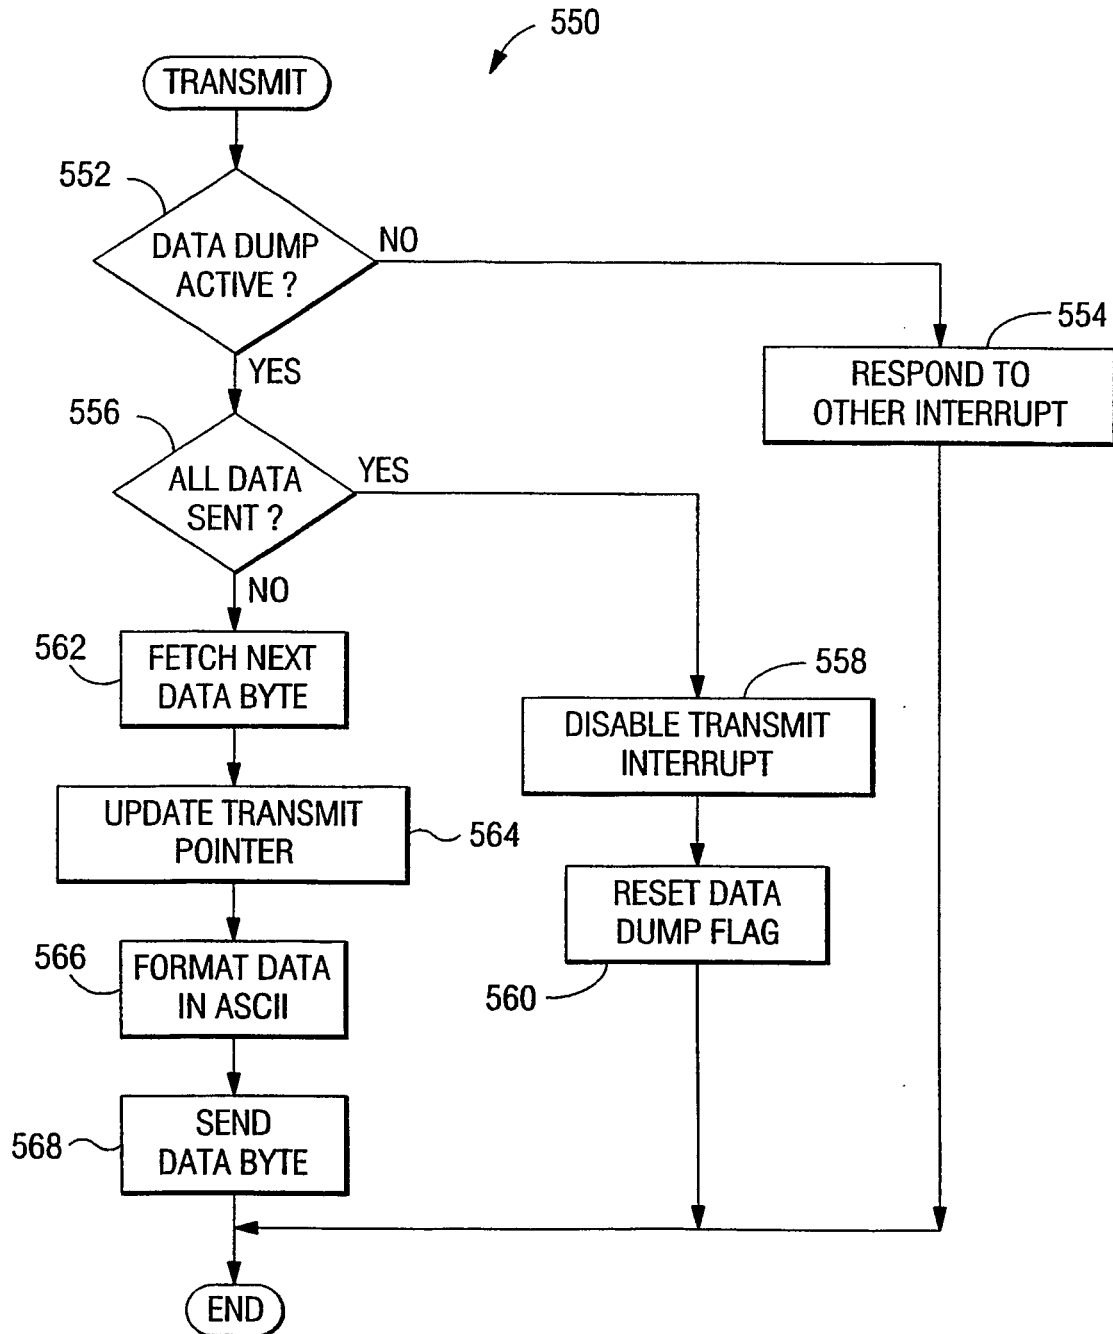 550
TRANSMIT
552
DATA DUMP
ACTIVE ?
NO
YES
554
RESPOND TO
OTHER INTERRUPT
556
ALL DATA
SENT ?
YES
NO
562
FETCH NEXT
DATA BYTE
558
DISABLE TRANSMIT
INTERRUPT
UPDATE TRANSMIT
POINTER
564
RESET DATA
DUMP FLAG
560
566
FORMAT DATA
IN ASCII
568
SEND
DATA BYTE
END